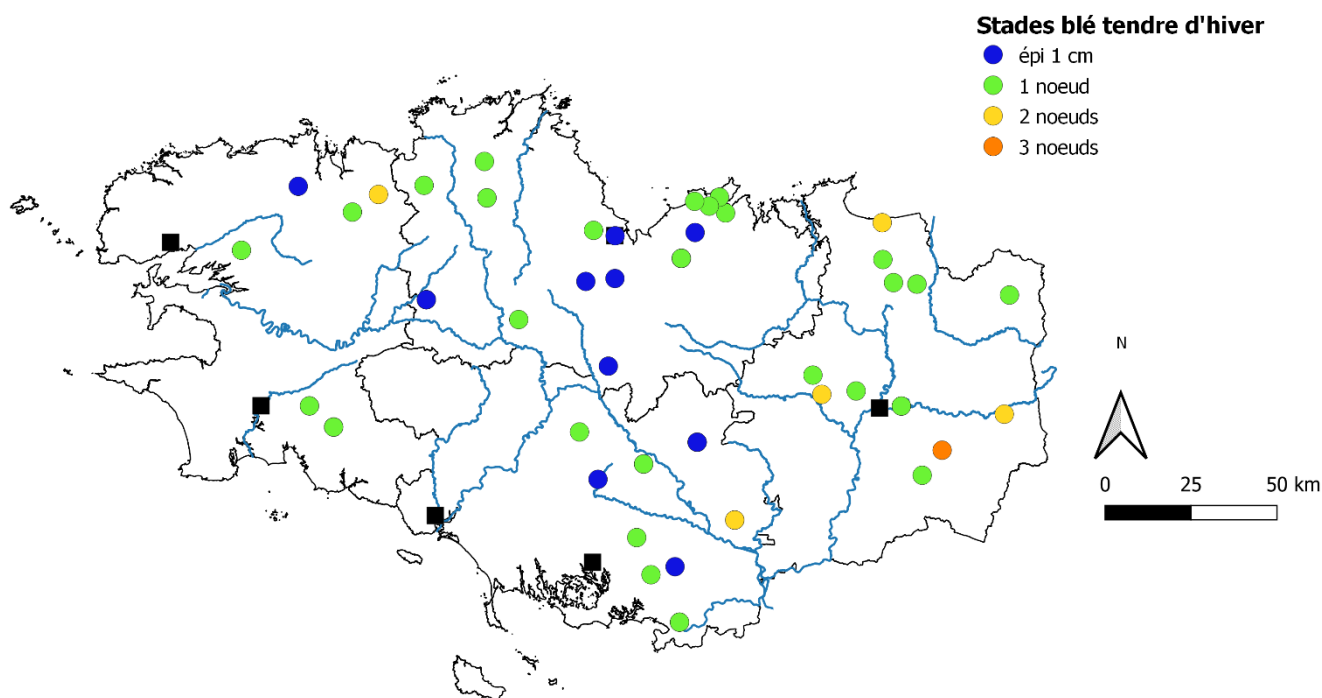 Stades blé tendre d'hiver
épi 1 cm
1 noeud
2 noeuds
3 noeuds
N
0 25 50 km